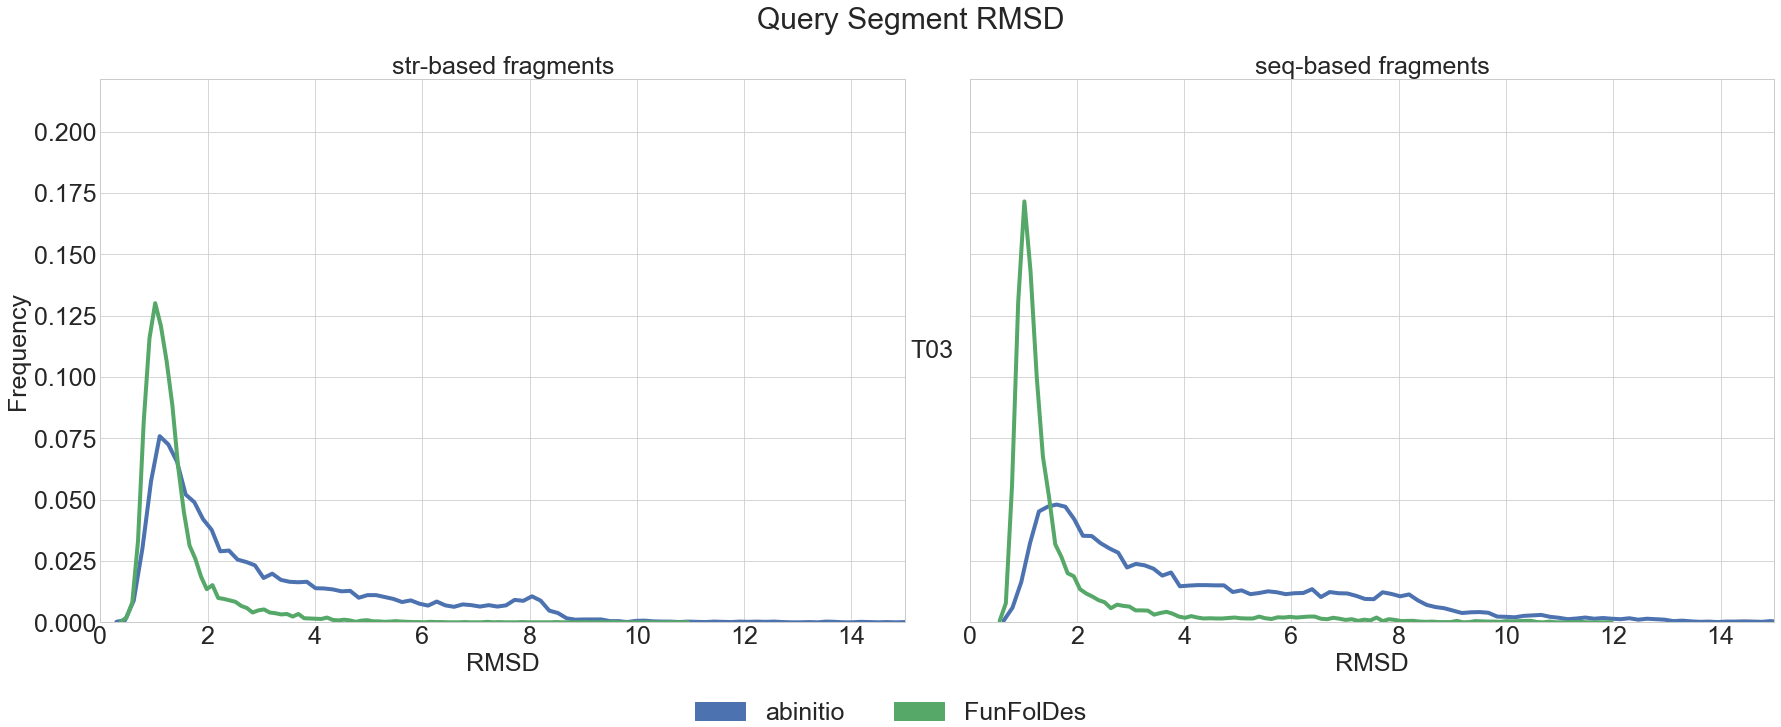 Query Segment RMSD
str-based fragments
seq-based fragments
Frequency
0.200
0.175
0.150
0.125
0.100
0.075
0.050
0.025
0.000
0 2 4 6 8 10 12 14
RMSD
T03
0 2 4 6 8 10 12 14
RMSD
abinitio
FunFolDes